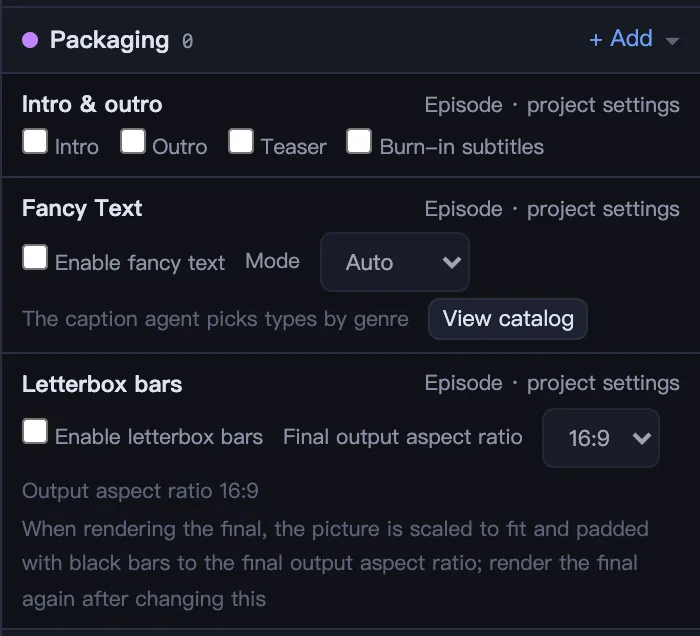 Packaging 0 + Add
Intro & outro Episode · project settings
Intro Outro Teaser Burn-in subtitles
Fancy Text Episode · project settings
Enable fancy text Mode Auto
The caption agent picks types by genre View catalog
Letterbox bars Episode · project settings
Enable letterbox bars Final output aspect ratio 16:9
Output aspect ratio 16:9
When rendering the final, the picture is scaled to fit and padded
with black bars to the final output aspect ratio; render the final
again after changing this